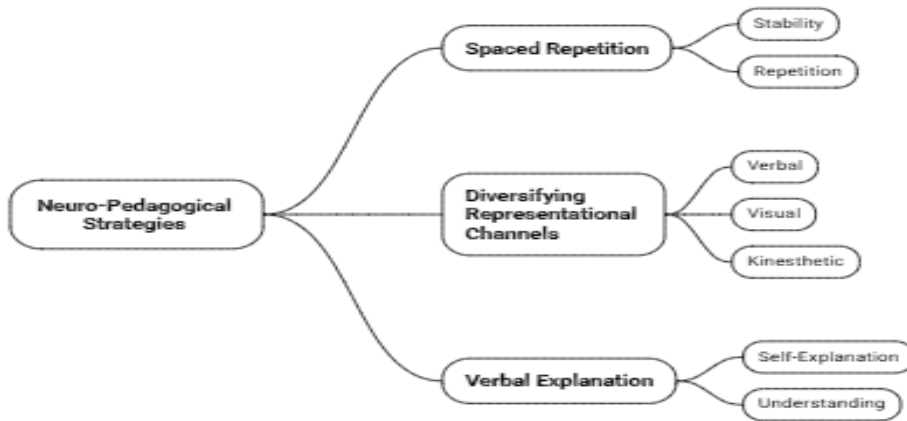 Neuro-Pedagogical
Strategies
Spaced Repetition
Stability
Repetition
Diversifying
Representational
Channels
Verbal
Visual
Kinesthetic
Verbal Explanation
Self-Explanation
Understanding